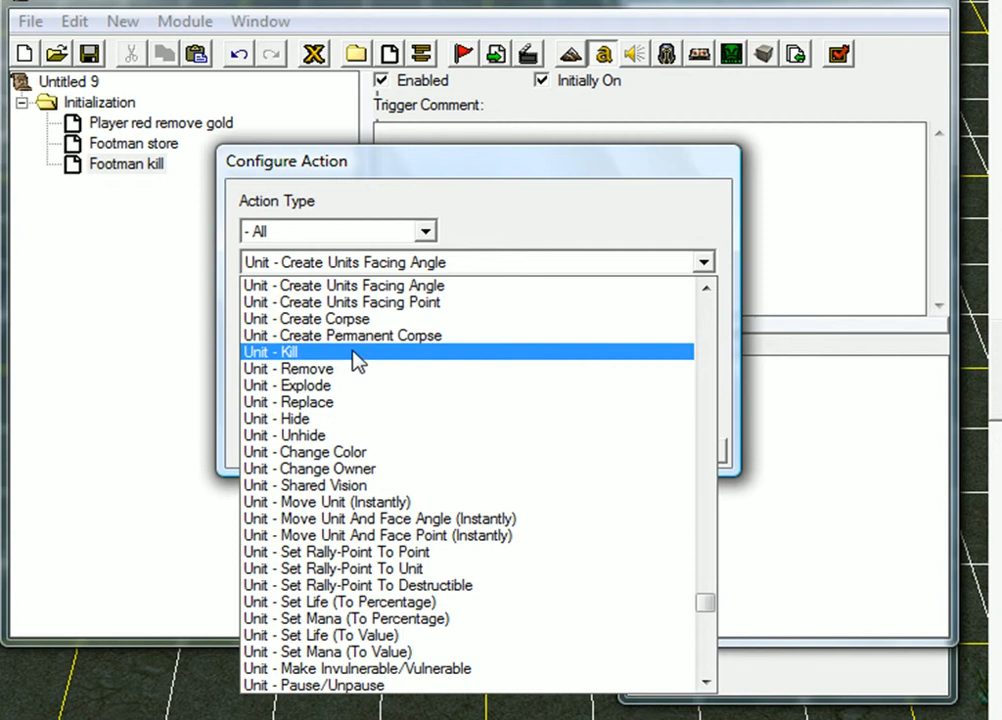 File Edit New Module Window
Untitled 9
Initialization
Player red remove gold
Footman store
Footman kill
Enabled
Initially On
Trigger Comment:
Configure Action
Action Type
- All
Unit - Create Units Facing Angle
Unit - Create Units Facing Angle
Unit - Create Units Facing Point
Unit - Create Corpse
Unit - Create Permanent Corpse
Unit - Kill
Unit - Remove
Unit - Explode
Unit - Replace
Unit - Hide
Unit - Unhide
Unit - Change Color
Unit - Change Owner
Unit - Shared Vision
Unit - Move Unit (Instantly)
Unit - Move Unit And Face Angle (Instantly)
Unit - Move Unit And Face Point (Instantly)
Unit - Set Rally-Point To Point
Unit - Set Rally-Point To Unit
Unit - Set Rally-Point To Destructible
Unit - Set Life (To Percentage)
Unit - Set Mana (To Percentage)
Unit - Set Life (To Value)
Unit - Set Mana (To Value)
Unit - Make Invulnerable/Vulnerable
Unit - Pause/Unpause